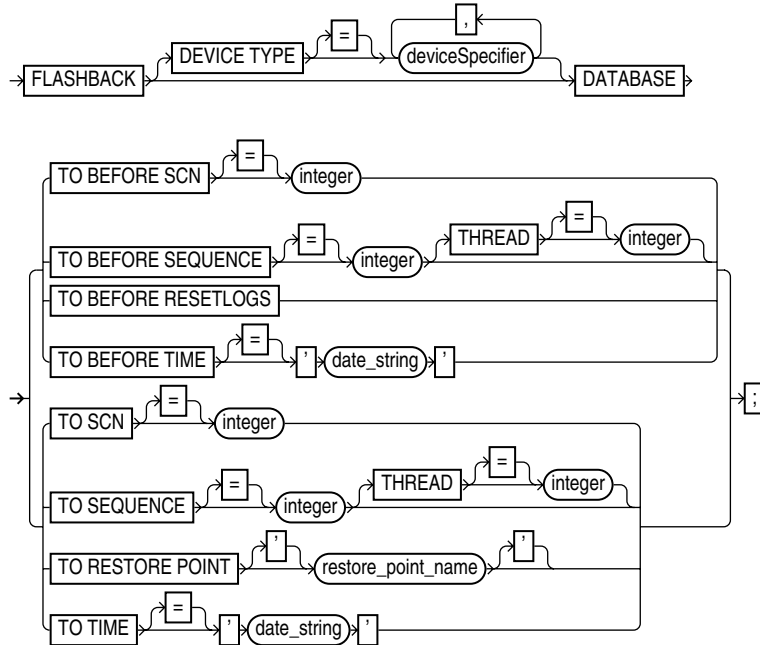 DEVICE TYPE = , deviceSpecifier
FLASHBACK DATABASE
TO BEFORE SCN = integer
TO BEFORE SEQUENCE = integer THREAD = integer
TO BEFORE RESETLOGS
TO BEFORE TIME = ' date_string '
TO SCN = integer
;
TO SEQUENCE = integer THREAD = integer
TO RESTORE POINT ' restore_point_name '
TO TIME = ' date_string '